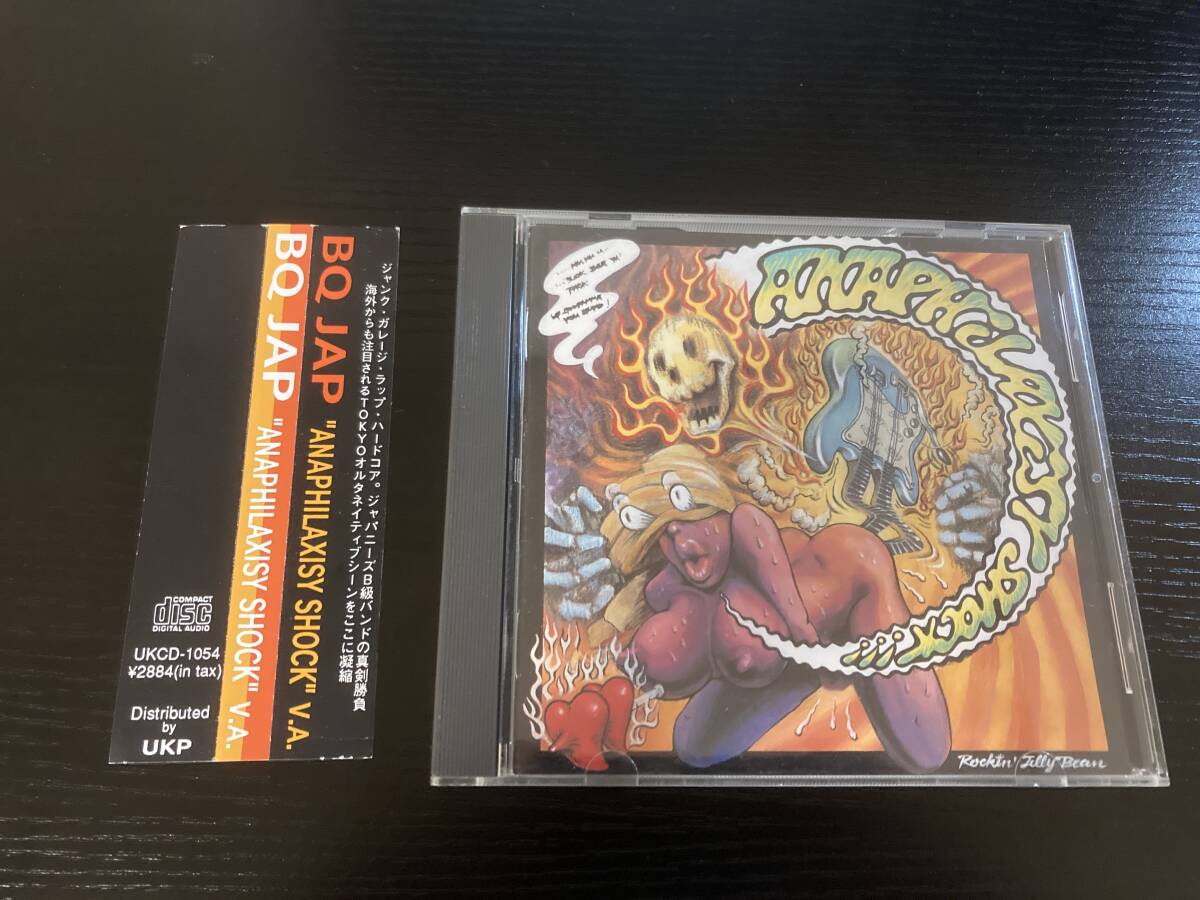 ジャンク・ガレージ・ラップ・ハードコア。ジャパニーズB級バンドの真剣勝負
海外からも注目されるTOKYOオルタネイティブシーンをここに凝縮
BQ JAP "ANAPHILAXISY SHOCK" V.A.
BQ JAP "ANAPHILAXISY SHOCK" V.A.
COMPACT
disc
DIGITAL AUDIO
UKCD-1054
¥2884(in tax)
Distributed
by
UKP
Rockin' Jelly Bean